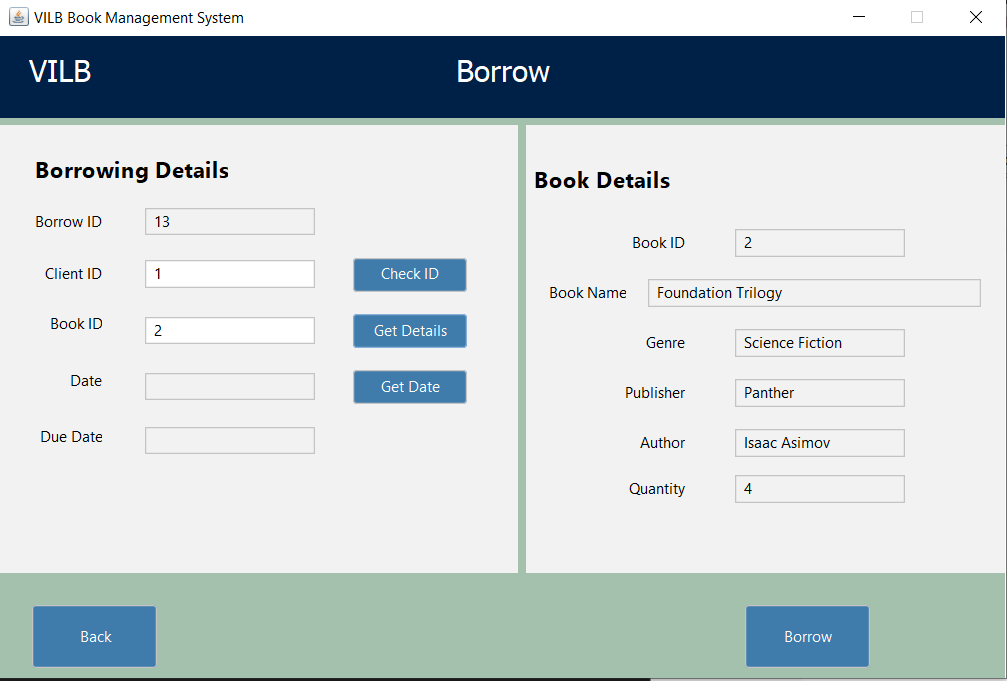 VILB Book Management System
VILB
Borrow
Borrowing Details
Borrow ID 13
Client ID 1 Check ID
Book ID 2 Get Details
Date Get Date
Due Date
Book Details
Book ID 2
Book Name Foundation Trilogy
Genre Science Fiction
Publisher Panther
Author Isaac Asimov
Quantity 4
Back
Borrow